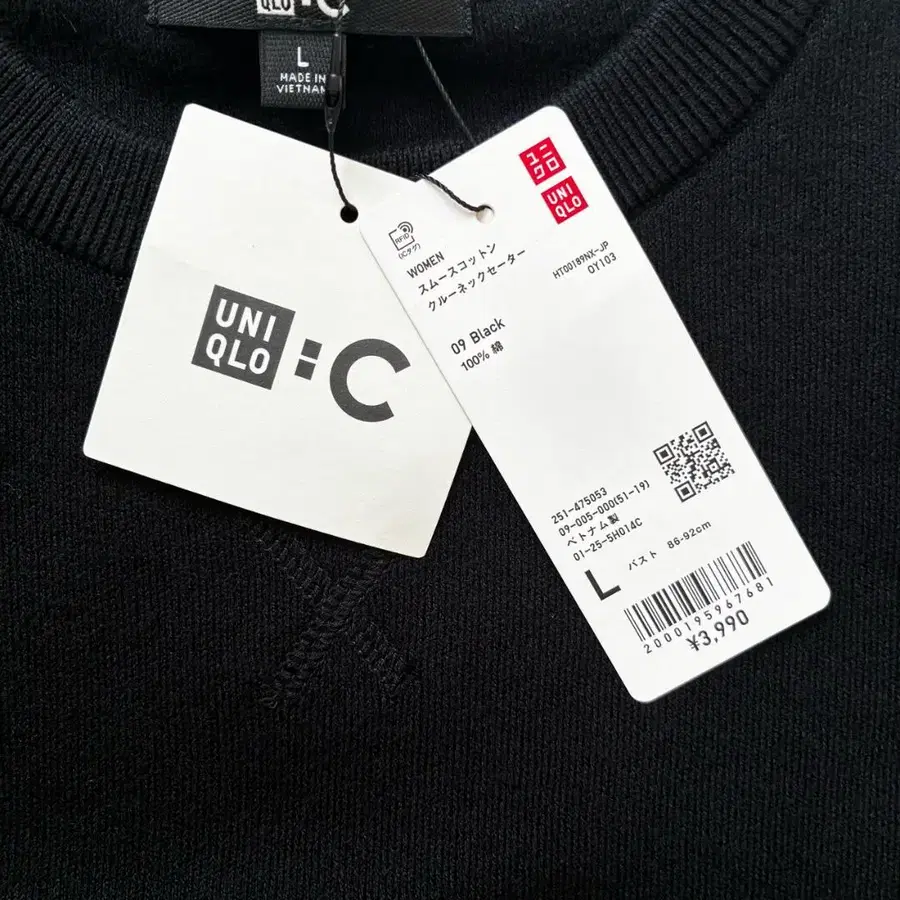 QLO :C
L
MADE IN
VIETNAM
UNI
QLO :C
ユニ
クロ
UNI
QLO
RFID
(ICタグ)
WOMEN
スムースコットン
クルーネックセーター
HT00189NX-JP
0Y103
09 Black
100% 綿
251-475053
09-005-000(51-19)
ベトナム製
01-25-5H014C
L バスト 86-92cm
2000195967681
¥3,990